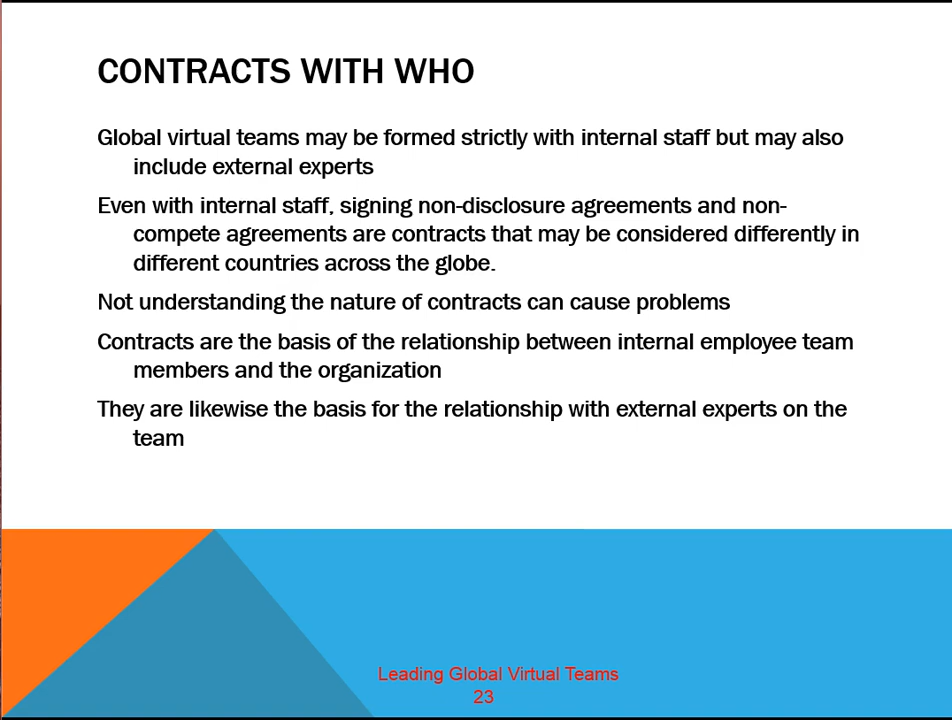 CONTRACTS WITH WHO
Global virtual teams may be formed strictly with internal staff but may also
include external experts
Even with internal staff, signing non-disclosure agreements and non-
compete agreements are contracts that may be considered differently in
different countries across the globe.
Not understanding the nature of contracts can cause problems
Contracts are the basis of the relationship between internal employee team
members and the organization
They are likewise the basis for the relationship with external experts on the
team
Leading Global Virtual Teams
23